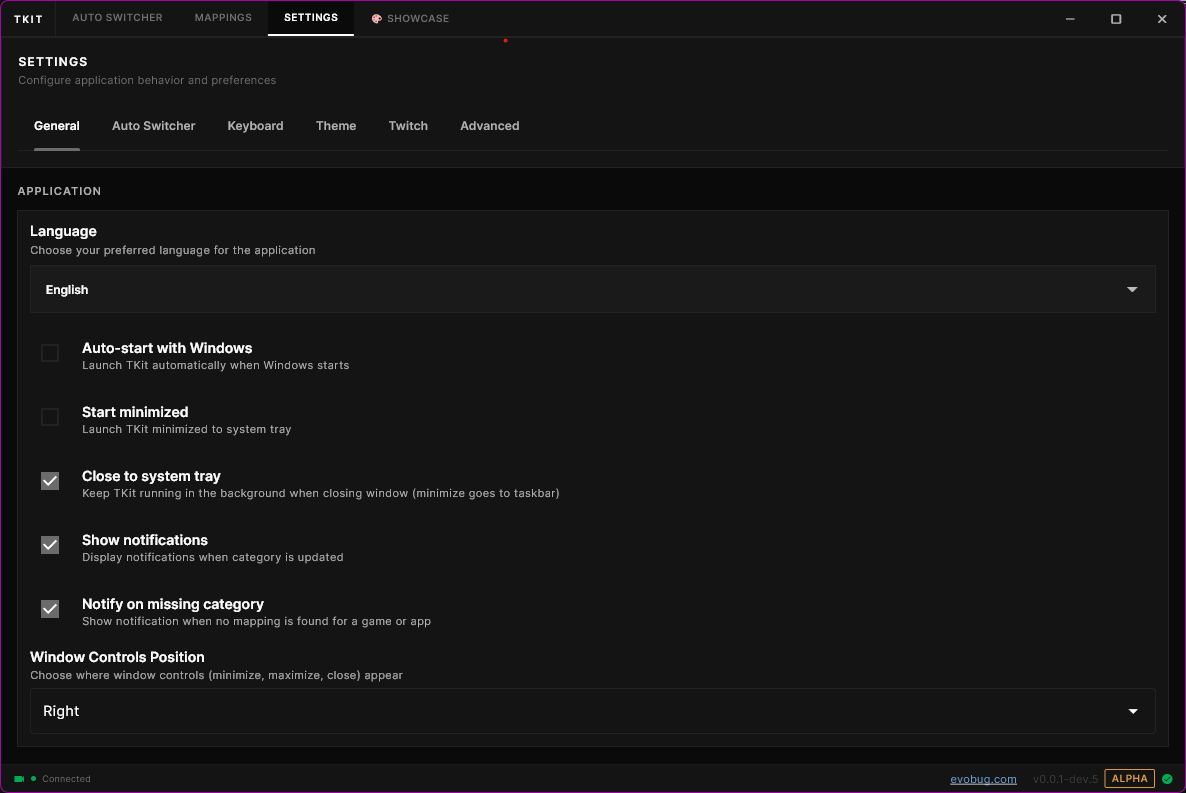 TKIT AUTO SWITCHER MAPPINGS SETTINGS SHOWCASE
SETTINGS
Configure application behavior and preferences
General Auto Switcher Keyboard Theme Twitch Advanced
APPLICATION
Language
Choose your preferred language for the application
English
Auto-start with Windows
Launch TKit automatically when Windows starts
Start minimized
Launch TKit minimized to system tray
Close to system tray
Keep TKit running in the background when closing window (minimize goes to taskbar)
Show notifications
Display notifications when category is updated
Notify on missing category
Show notification when no mapping is found for a game or app
Window Controls Position
Choose where window controls (minimize, maximize, close) appear
Right
Connected evobug.com v0.0.1-dev.5 ALPHA